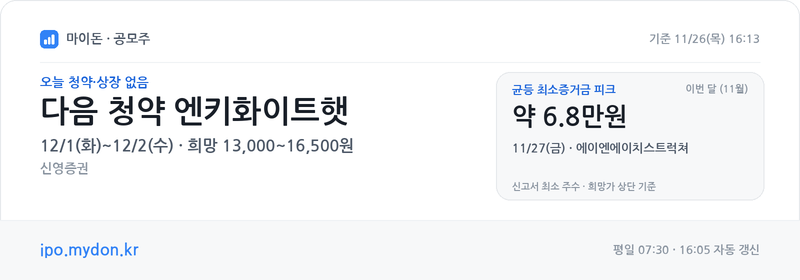 마이돈 · 공모주
기준 11/26(목) 16:13
오늘 청약·상장 없음
다음 청약 엔키화이트햇
12/1(화)~12/2(수) · 희망 13,000~16,500원
신영증권
균등 최소증거금 피크
이번 달 (11월)
약 6.8만원
11/27(금) · 에이엔에이치스트럭쳐
신고서 최소 주수 · 희망가 상단 기준
ipo.mydon.kr
평일 07:30 · 16:05 자동 갱신